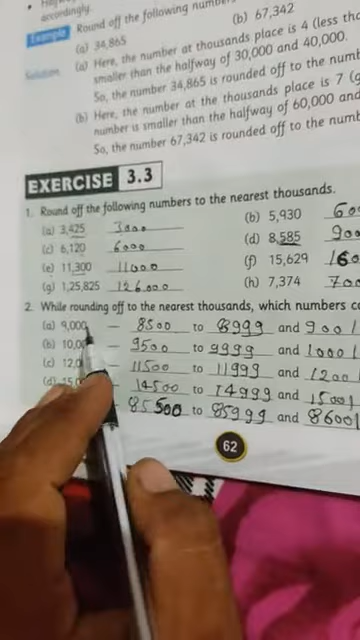 accordingly.
Example Round off the following numbers
(a) 34,865 (b) 67,342
Solution (a) Here, the number at thousands place is 4 (less tha
smaller than the halfway of 30,000 and 40,000.
So, the number 34,865 is rounded off to the numb
(b) Here, the number at the thousands place is 7 (g
number is smaller than the halfway of 60,000 and
So, the number 67,342 is rounded off to the numb
EXERCISE 3.3
1. Round off the following numbers to the nearest thousands.
(a) 3,425 3000 (b) 5,930 600
(c) 6,120 6000 (d) 8,585 900
(e) 11,300 11000 (f) 15,629 160
(g) 1,25,825 126000 (h) 7,374 700
2. While rounding off to the nearest thousands, which numbers c
(a) 9,000 – 8500 to 8999 and 9001
(b) 10,00 – 9500 to 9999 and 10001
(c) 12,0 – 11500 to 11999 and 1200
(d) 15,0 14500 to 14999 and 15001
85500 to 85999 and 86001
62